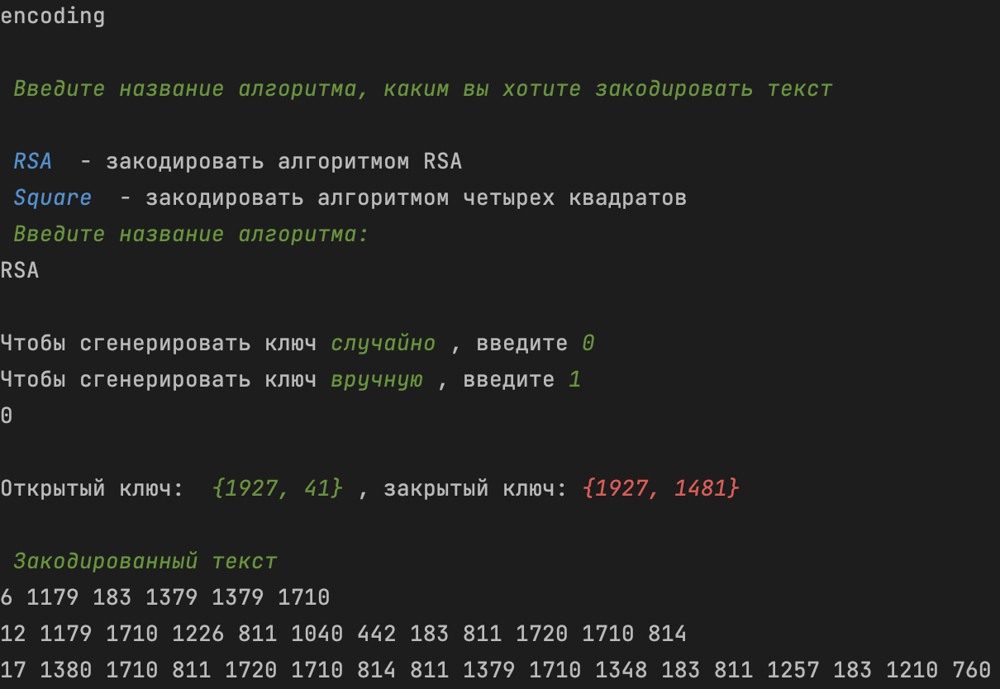 encoding
Введите название алгоритма, каким вы хотите закодировать текст
RSA - закодировать алгоритмом RSA
Square - закодировать алгоритмом четырех квадратов
Введите название алгоритма:
RSA
Чтобы сгенерировать ключ случайно , введите 0
Чтобы сгенерировать ключ вручную , введите 1
0
Открытый ключ: {1927, 41} , закрытый ключ: {1927, 1481}
Закодированный текст
6 1179 183 1379 1379 1710
12 1179 1710 1226 811 1040 442 183 811 1720 1710 814
17 1380 1710 811 1720 1710 814 811 1379 1710 1348 183 811 1257 183 1210 760